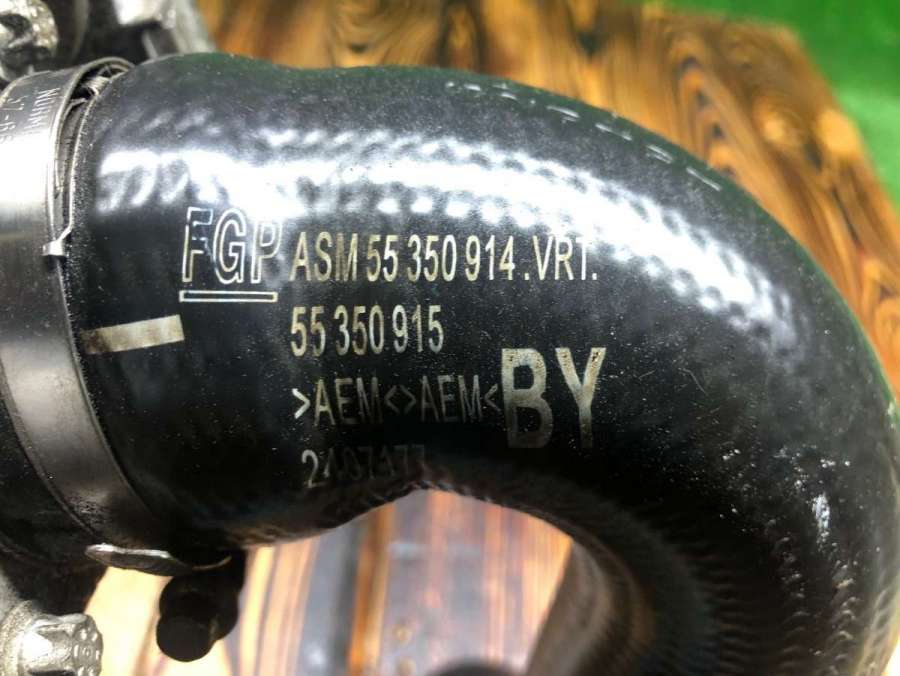 FGP ASM 55 350 914 .VRT.
55 350 915
>AEM<>AEM< BY